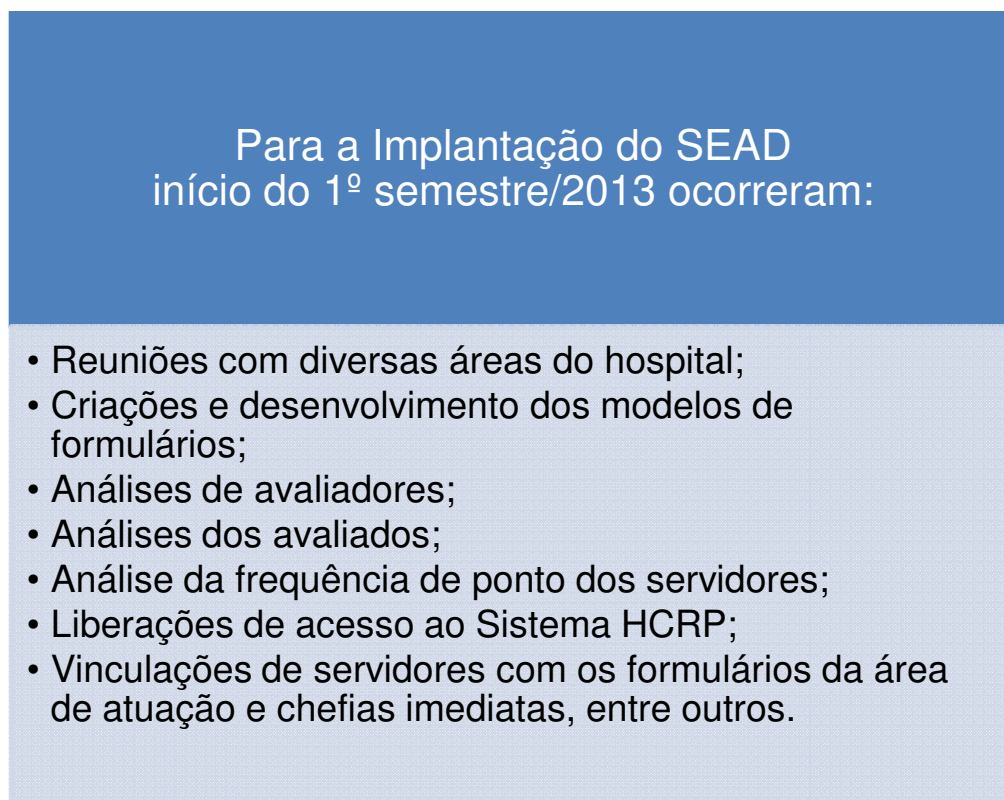 Para a Implantação do SEAD
início do 1º semestre/2013 ocorreram:
• Reuniões com diversas áreas do hospital;
• Criações e desenvolvimento dos modelos de
formulários;
• Análises de avaliadores;
• Análises dos avaliados;
• Análise da frequência de ponto dos servidores;
• Liberações de acesso ao Sistema HCRP;
• Vinculações de servidores com os formulários da área
de atuação e chefias imediatas, entre outros.